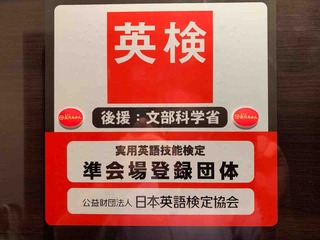 英検
後援：文部科学省
実用英語技能検定
準会場登録団体
公益財団法人 日本英語検定協会